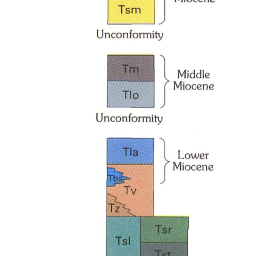 Miocene
Tsm
Unconformity
Tm
Middle
Miocene
Tlo
Unconformity
Tla
Lower
Miocene
Tbs
Tv
Tz
Tsr
Tsl